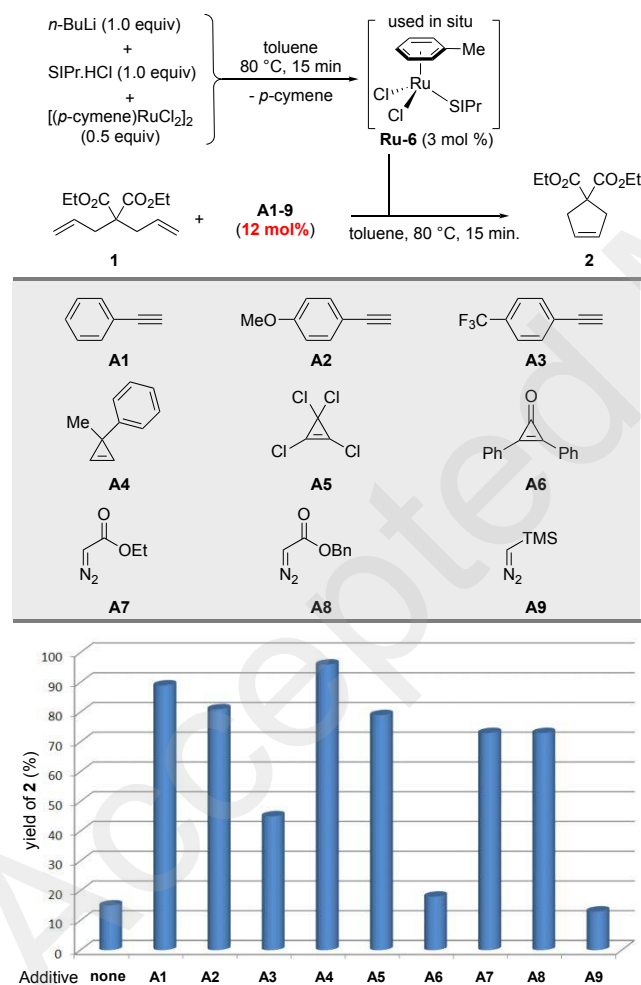 n-BuLi (1.0 equiv)
+
SIPr.HCl (1.0 equiv)
+
[(p-cymene)RuCl2]2
(0.5 equiv)
toluene
80 °C, 15 min
- p-cymene
used in situ
Me
Ru
Cl
Cl
SIPr
Ru-6 (3 mol %)
EtO2C CO2Et
1
+
A1-9
(12 mol%)
toluene, 80 °C, 15 min.
EtO2C CO2Et
2
A1
MeO
A2
F3C
A3
Me
A4
Cl Cl
Cl Cl
A5
O
Ph Ph
A6
O
OEt
N2
A7
O
OBn
N2
A8
TMS
N2
A9
yield of 2 (%)
100
90
80
70
60
50
40
30
20
10
0
Additive none A1 A2 A3 A4 A5 A6 A7 A8 A9
Accepted